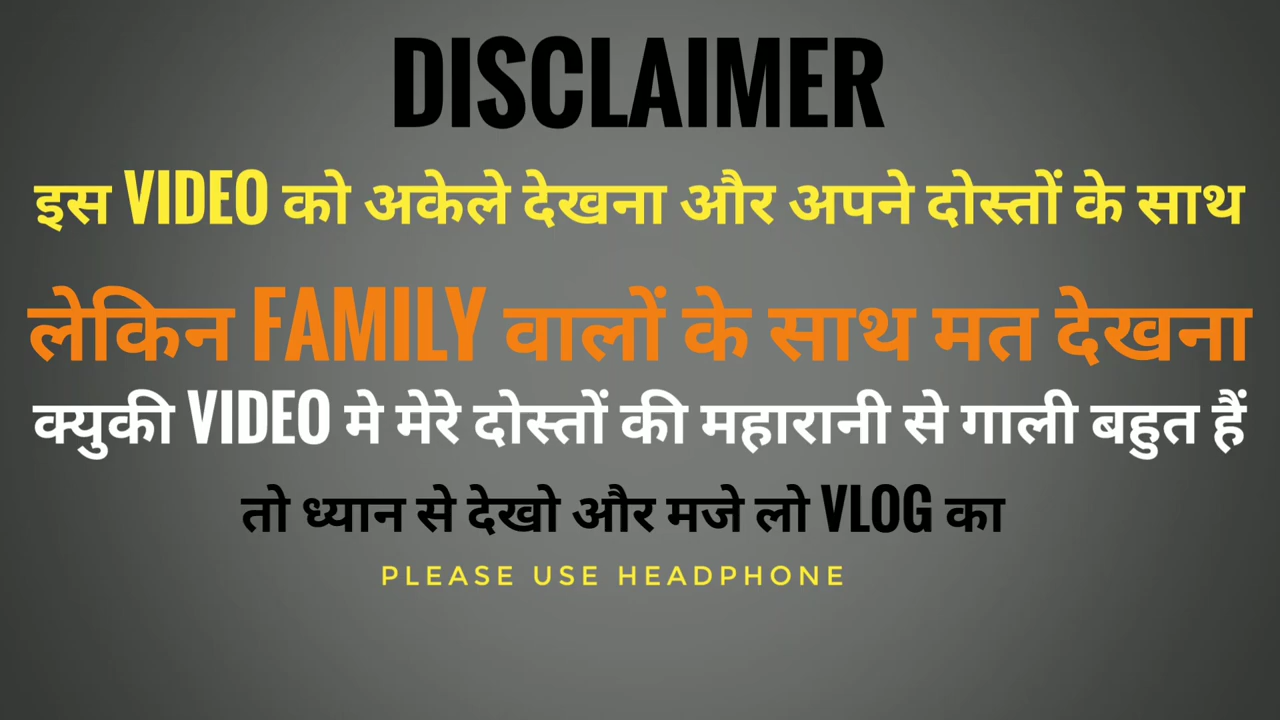 DISCLAIMER
इस VIDEO को अकेले देखना और अपने दोस्तों के साथ
लेकिन FAMILY वालों के साथ मत देखना
क्युकी VIDEO मे मेरे दोस्तों की महारानी से गाली बहुत हैं
तो ध्यान से देखो और मजे लो VLOG का
PLEASE USE HEADPHONE